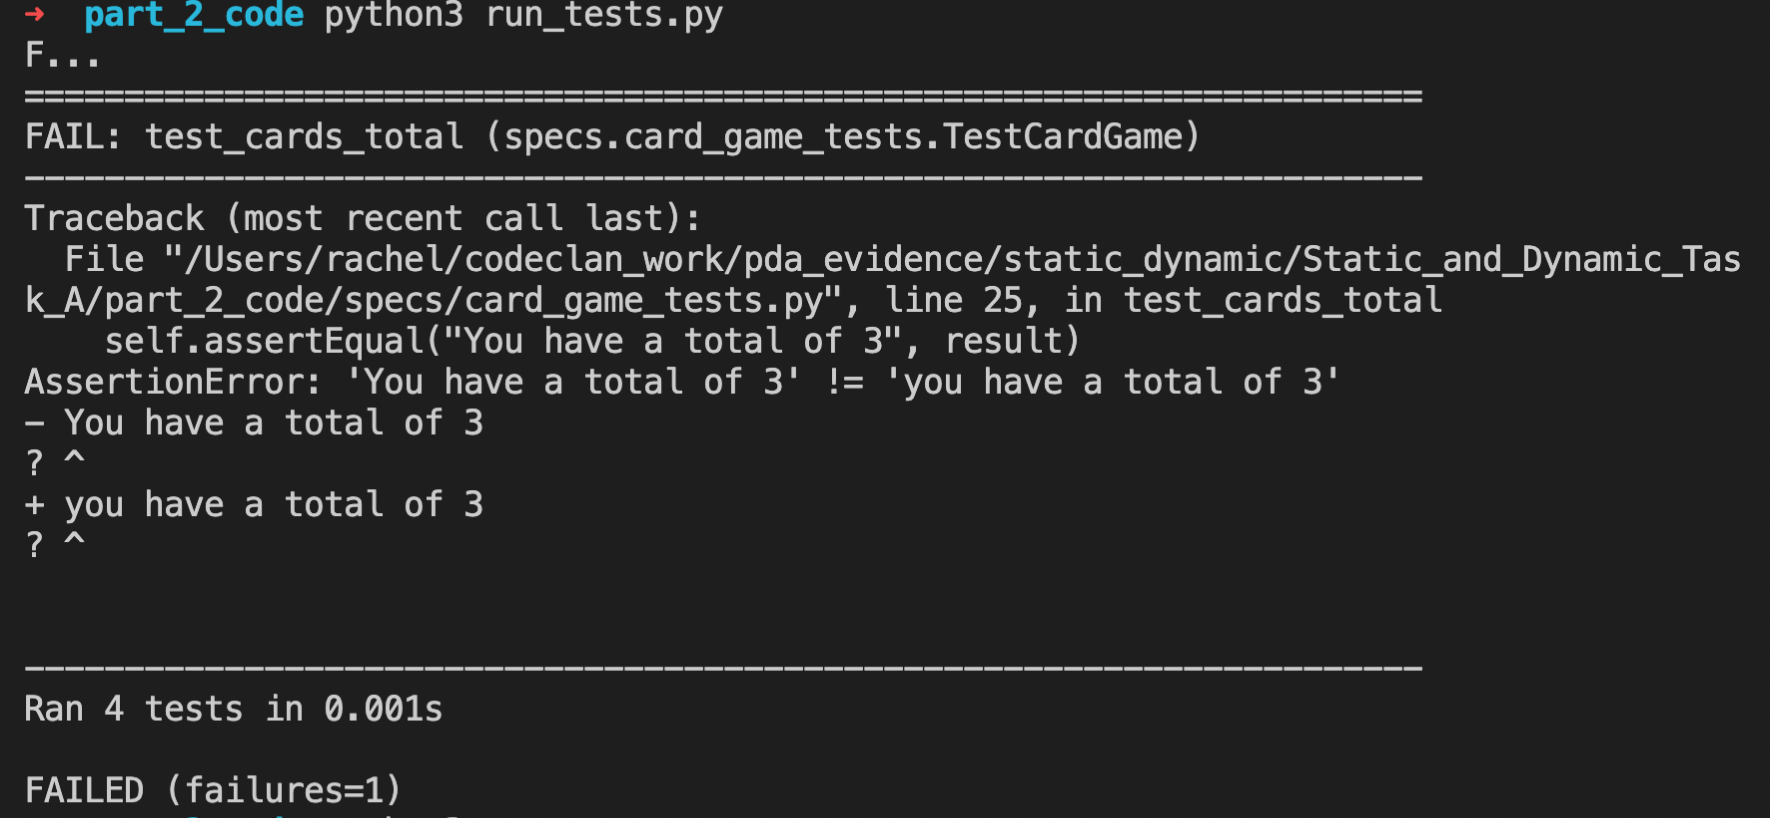 → part_2_code python3 run_tests.py
F...
======================================================================
FAIL: test_cards_total (specs.card_game_tests.TestCardGame)
----------------------------------------------------------------------
Traceback (most recent call last):
  File "/Users/rachel/codeclan_work/pda_evidence/static_dynamic/Static_and_Dynamic_Tas
k_A/part_2_code/specs/card_game_tests.py", line 25, in test_cards_total
    self.assertEqual("You have a total of 3", result)
AssertionError: 'You have a total of 3' != 'you have a total of 3'
- You have a total of 3
? ^
+ you have a total of 3
? ^
----------------------------------------------------------------------
Ran 4 tests in 0.001s
FAILED (failures=1)